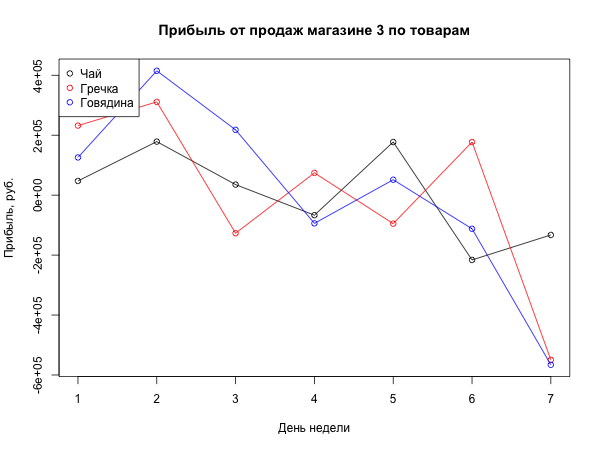 Прибыль от продаж магазине 3 по товарам
Чай
Гречка
Говядина
Прибыль, руб.
4e+05
2e+05
0e+00
-2e+05
-4e+05
-6e+05
1 2 3 4 5 6 7
День недели